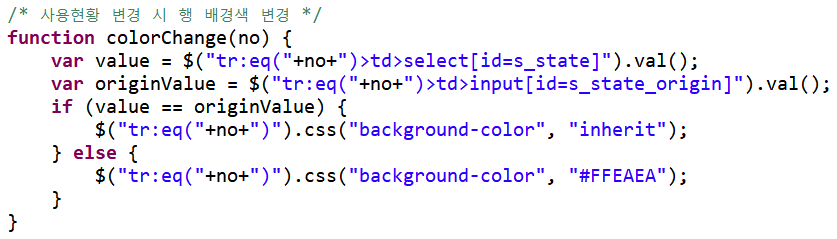 /* 사용현황 변경 시 행 배경색 변경 */
function colorChange(no) {
    var value = $("tr:eq("+no+")>td>select[id=s_state]").val();
    var originValue = $("tr:eq("+no+")>td>input[id=s_state_origin]").val();
    if (value == originValue) {
        $("tr:eq("+no+")").css("background-color", "inherit");
    } else {
        $("tr:eq("+no+")").css("background-color", "#FFEAEA");
    }
}